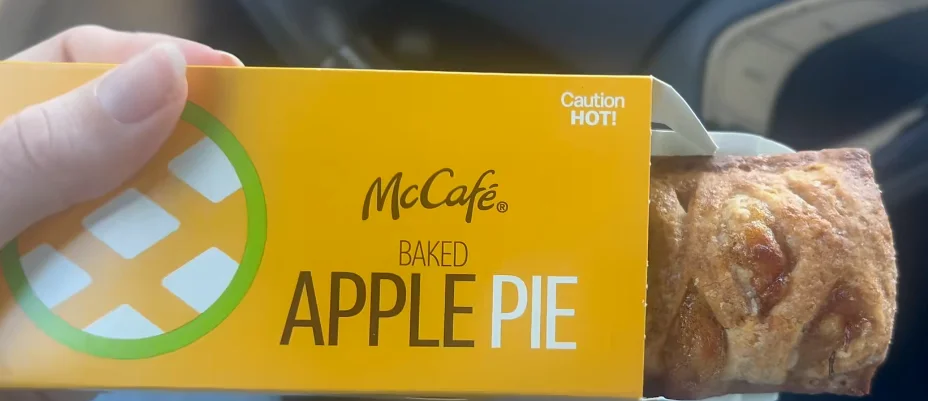 Caution
HOT!
McCafé®
BAKED
APPLE PIE